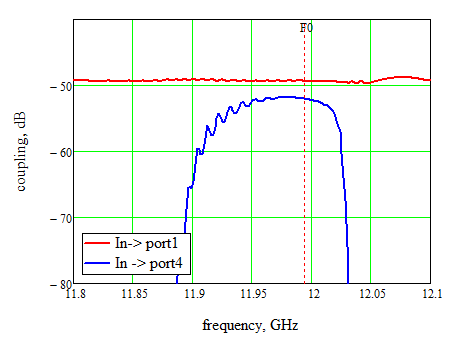 F0
coupling, dB
−50
−60
−70
−80
In-> port1
In -> port4
11.8 11.85 11.9 11.95 12 12.05 12.1
frequency, GHz